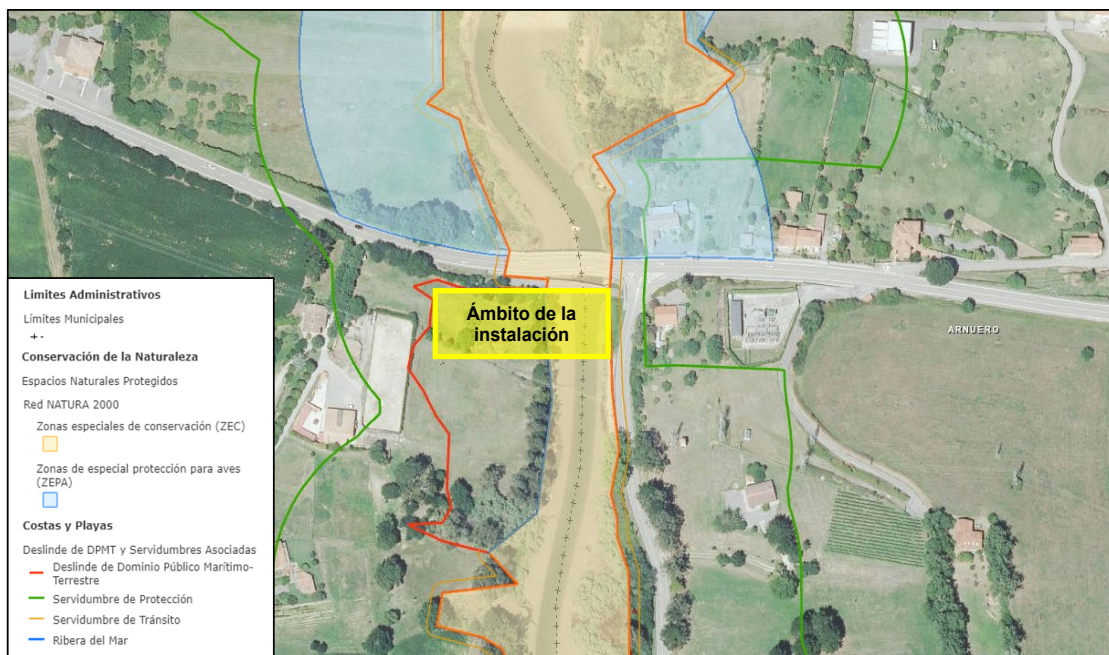 Ámbito de la
instalación
ARNUERO
Limites Administrativos
Límites Municipales
Conservación de la Naturaleza
Espacios Naturales Protegidos
Red NATURA 2000
Zonas especiales de conservación (ZEC)
Zonas de especial protección para aves
(ZEPA)
Costas y Playas
Deslinde de DPMT y Servidumbres Asociadas
Deslinde de Dominio Público Marítimo-
Terrestre
Servidumbre de Protección
Servidumbre de Tránsito
Ribera del Mar